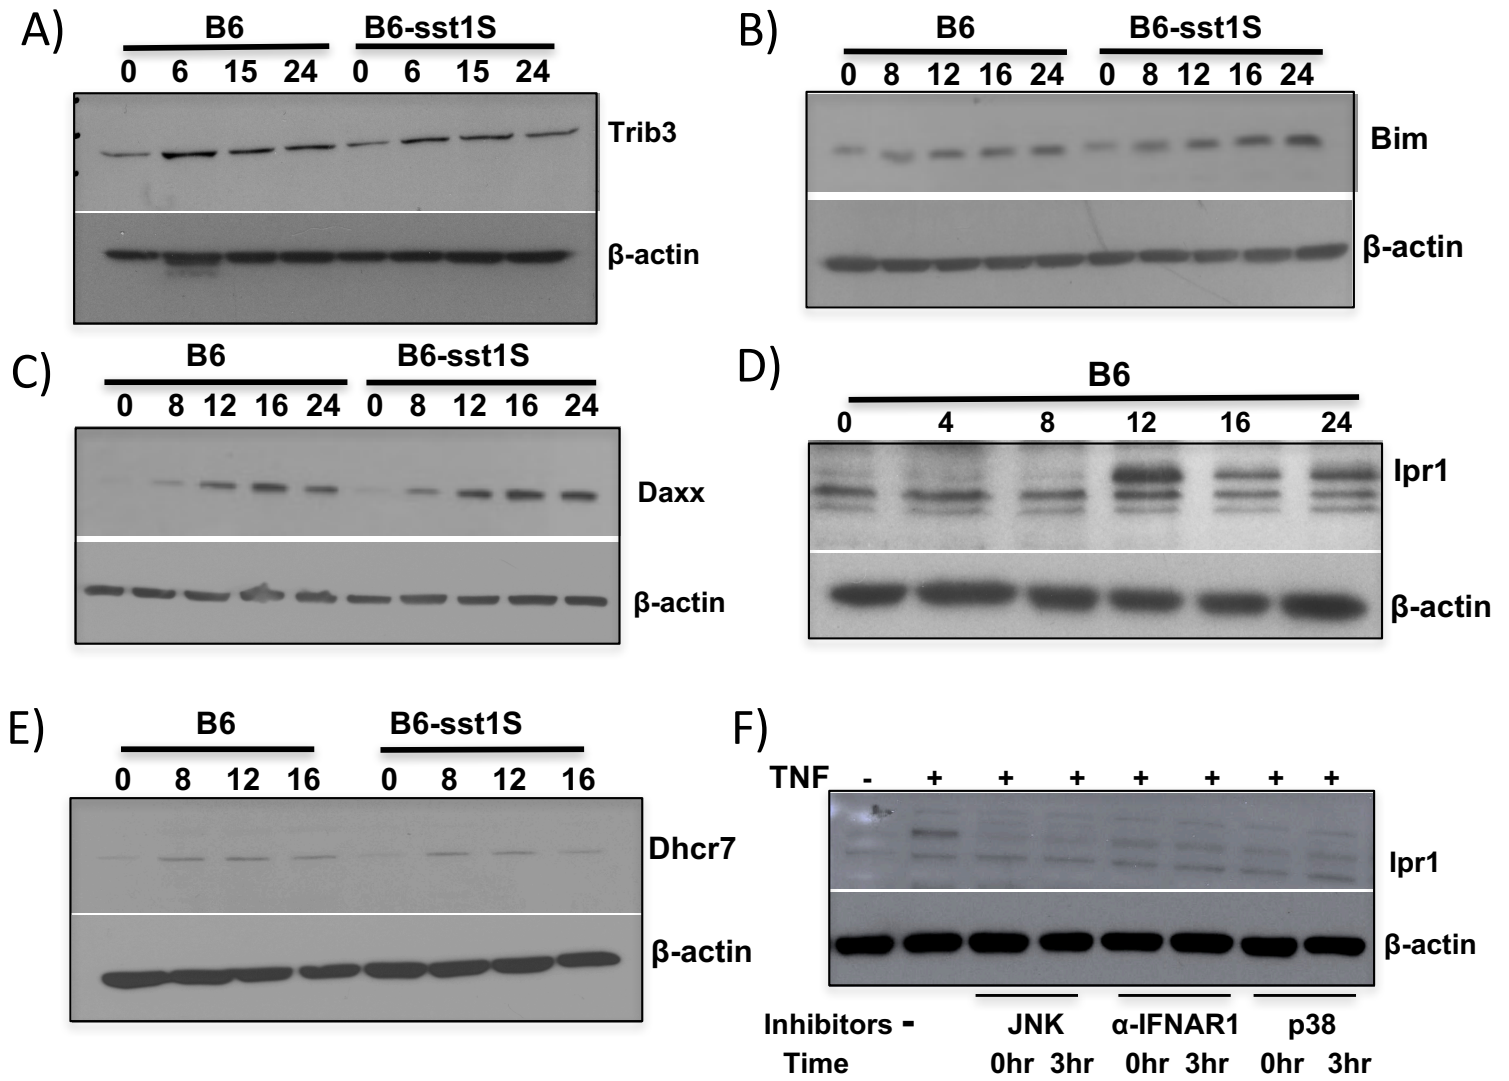 A)
B6 B6-sst1S
0 6 15 24 0 6 15 24
Trib3
β-actin
B)
B6 B6-sst1S
0 8 12 16 24 0 8 12 16 24
Bim
β-actin
C)
B6 B6-sst1S
0 8 12 16 24 0 8 12 16 24
Daxx
β-actin
D)
B6
0 4 8 12 16 24
Ipr1
β-actin
E)
B6 B6-sst1S
0 8 12 16 0 8 12 16
Dhcr7
β-actin
F)
TNF - + + + + + + +
Ipr1
β-actin
Inhibitors - JNK α-IFNAR1 p38
Time 0hr 3hr 0hr 3hr 0hr 3hr